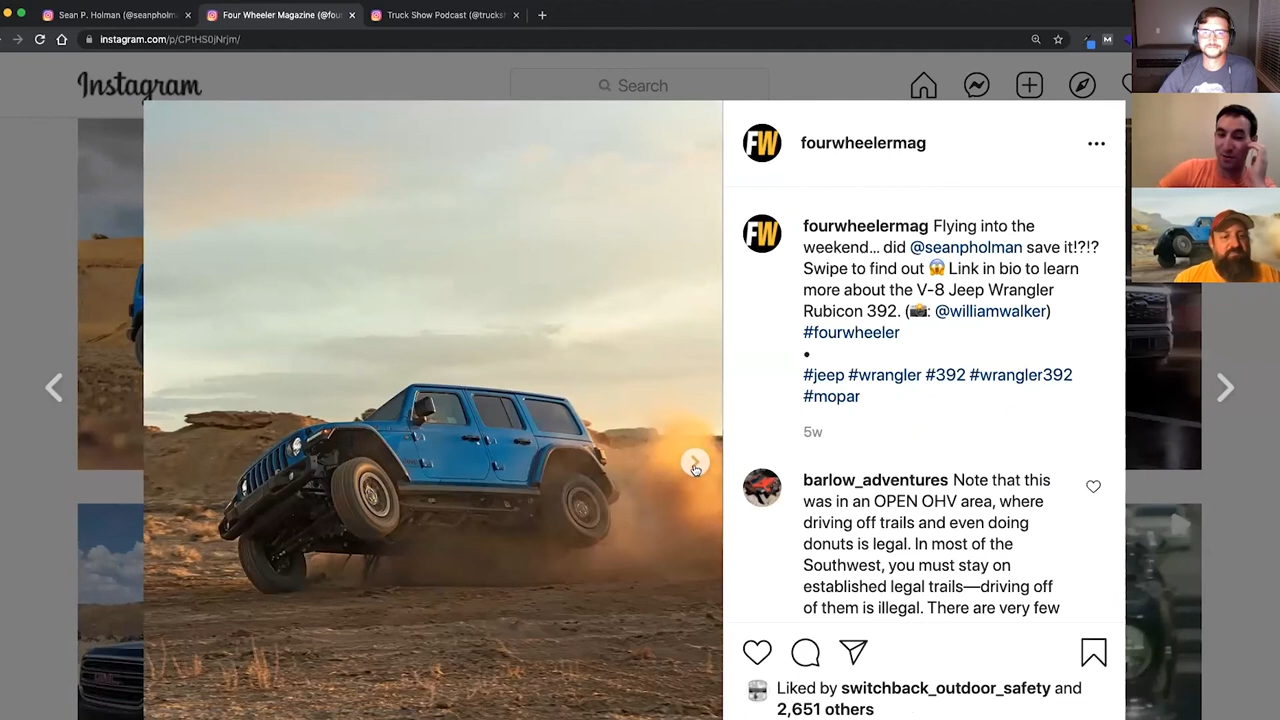 Sean P. Holman (@seanpholm
Four Wheeler Magazine (@fou
Truck Show Podcast (@trucks
instagram.com/p/CPtHS0jNrjm/
M
Instagram
Search
FW
fourwheelermag
FW
fourwheelermag Flying into the
weekend... did @seanpholman save it!?!?
Swipe to find out 😱 Link in bio to learn
more about the V-8 Jeep Wrangler
Rubicon 392. (📸: @williamwalker)
#fourwheeler
•
#jeep #wrangler #392 #wrangler392
#mopar
5w
barlow_adventures Note that this
was in an OPEN OHV area, where
driving off trails and even doing
donuts is legal. In most of the
Southwest, you must stay on
established legal trails—driving off
of them is illegal. There are very few
Liked by switchback_outdoor_safety and
2,651 others
GMC